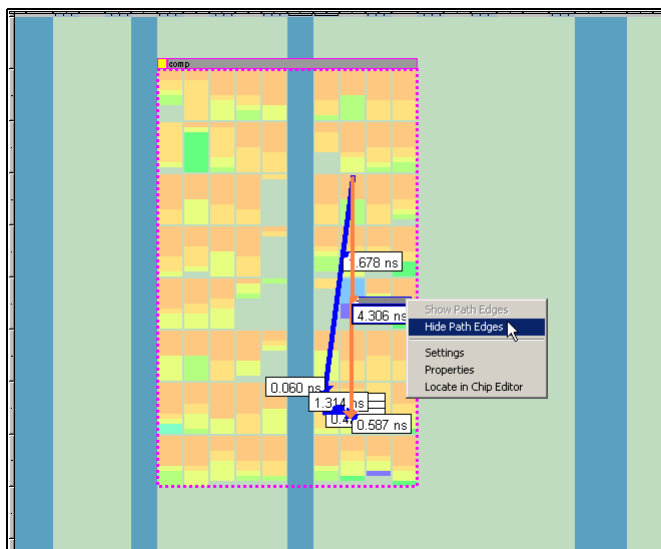 comp
.678 ns
4.306 ns
Show Path Edges
Hide Path Edges
Settings
Properties
Locate in Chip Editor
0.060 ns
1.314 ns
0.587 ns